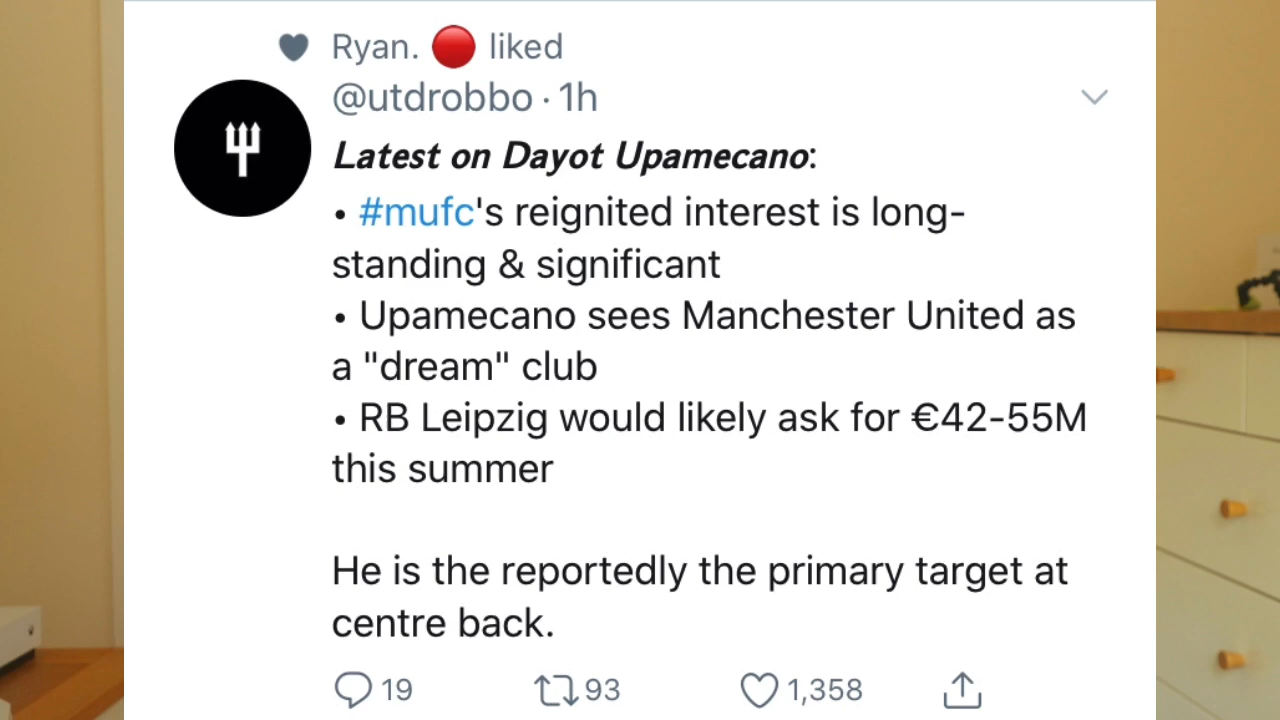 Ryan. 🔴 liked
@utdrobbo · 1h
Latest on Dayot Upamecano:
• #mufc's reignited interest is long-
standing & significant
• Upamecano sees Manchester United as
a "dream" club
• RB Leipzig would likely ask for €42-55M
this summer
He is the reportedly the primary target at
centre back.
19 93 1,358